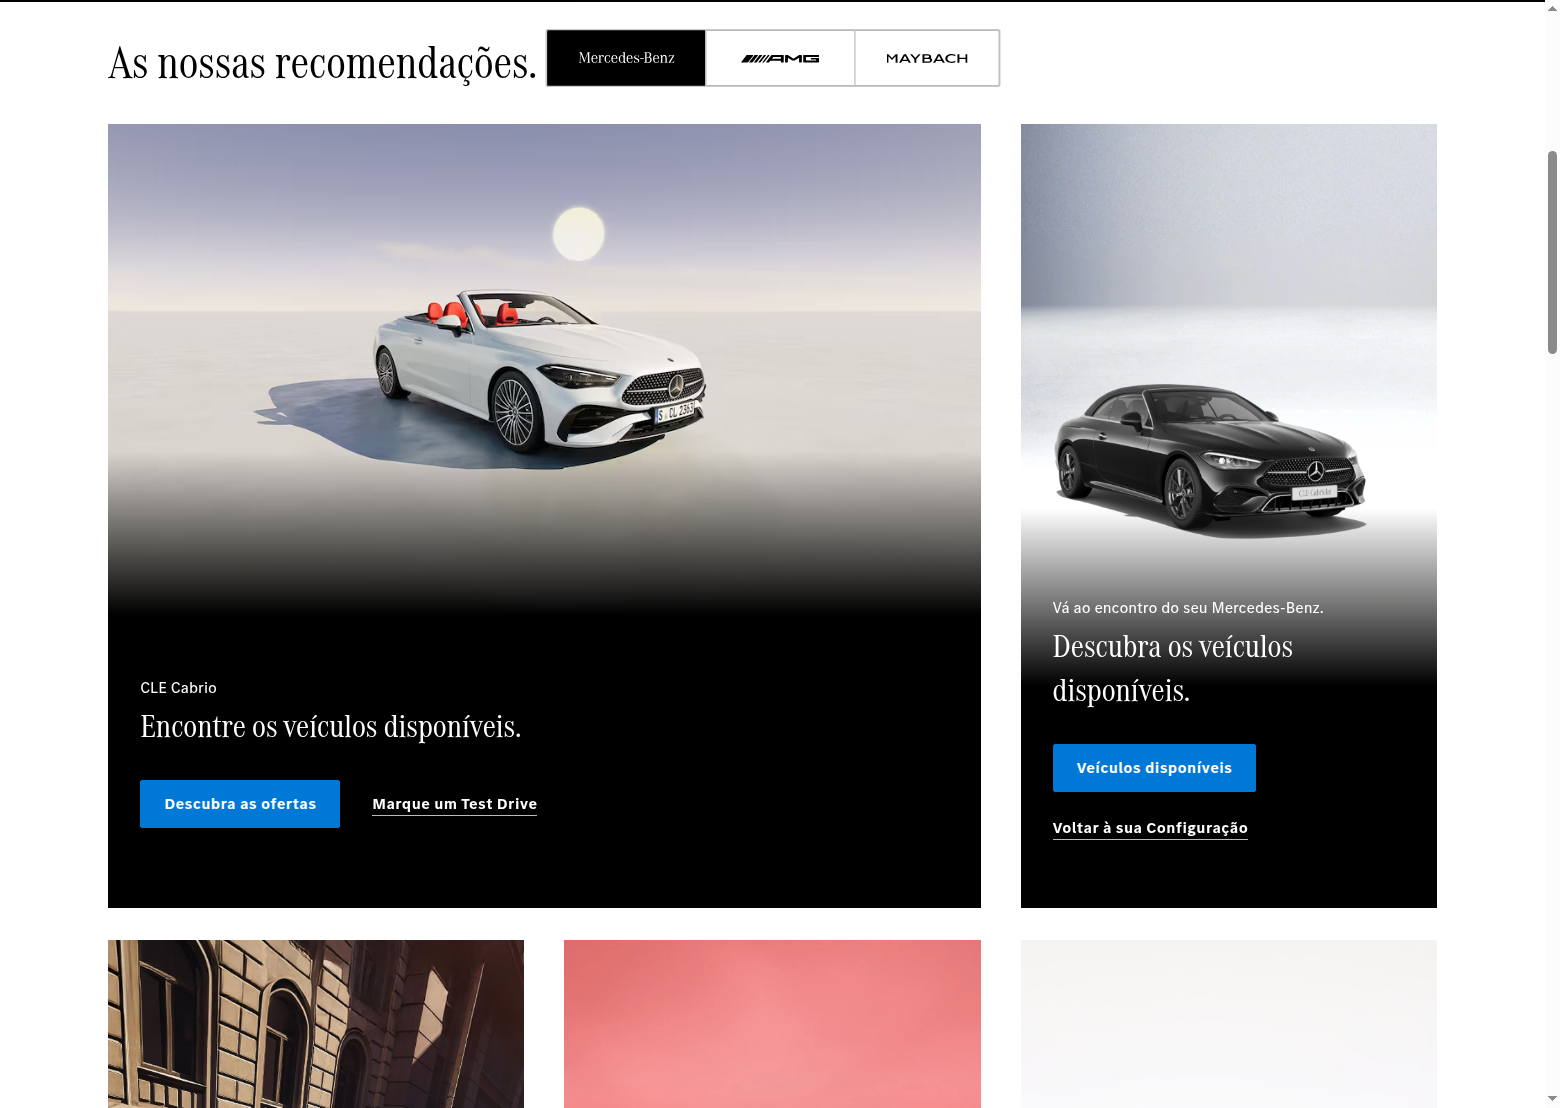 As nossas recomendações.
Mercedes-Benz
AMG
MAYBACH
S CL 2363
CLE Cabriolet
Vá ao encontro do seu Mercedes-Benz.
Descubra os veículos
disponíveis.
CLE Cabrio
Encontre os veículos disponíveis.
Veículos disponíveis
Descubra as ofertas
Marque um Test Drive
Voltar à sua Configuração